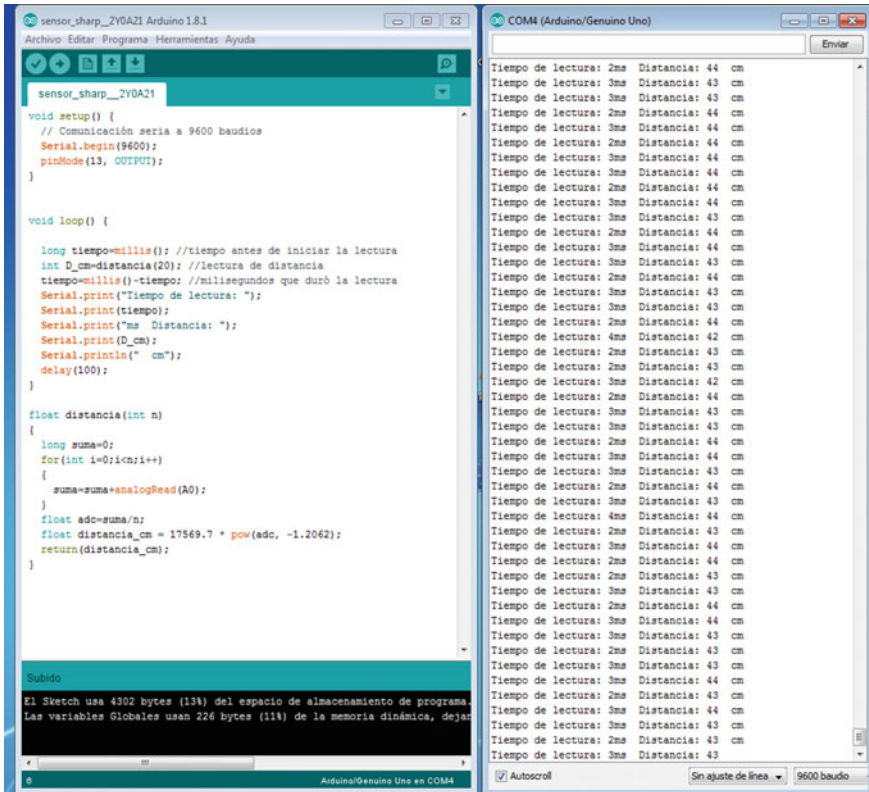 sensor_sharp__2Y0A21 Arduino 1.8.1
Archivo Editar Programa Herramientas Ayuda
sensor_sharp__2Y0A21
void setup() {
// Comunicación seria a 9600 baudios
Serial.begin(9600);
pinMode(13, OUTPUT);
}
void loop() {
long tiempo=millis(); //tiempo antes de iniciar la lectura
int D_cm=distancia(20); //lectura de distancia
tiempo=millis()-tiempo; //milisegundos que duró la lectura
Serial.print("Tiempo de lectura: ");
Serial.print(tiempo);
Serial.print("ms  Distancia: ");
Serial.print(D_cm);
Serial.println("  cm");
delay(100);
}
float distancia(int n)
{
long suma=0;
for(int i=0;i<n;i++)
{
suma=suma+analogRead(A0);
}
float adc=suma/n;
float distancia_cm = 17569.7 * pow(adc, -1.2062);
return(distancia_cm);
}
Subido
El Sketch usa 4302 bytes (13%) del espacio de almacenamiento de programa.
Las variables Globales usan 226 bytes (11%) de la memoria dinámica, dejan
6
Arduino/Genuino Uno en COM4
COM4 (Arduino/Genuino Uno)
Enviar
Tiempo de lectura: 2ms  Distancia: 44  cm
Tiempo de lectura: 3ms  Distancia: 43  cm
Tiempo de lectura: 3ms  Distancia: 43  cm
Tiempo de lectura: 2ms  Distancia: 44  cm
Tiempo de lectura: 3ms  Distancia: 44  cm
Tiempo de lectura: 2ms  Distancia: 44  cm
Tiempo de lectura: 3ms  Distancia: 44  cm
Tiempo de lectura: 3ms  Distancia: 44  cm
Tiempo de lectura: 2ms  Distancia: 44  cm
Tiempo de lectura: 3ms  Distancia: 44  cm
Tiempo de lectura: 3ms  Distancia: 43  cm
Tiempo de lectura: 2ms  Distancia: 44  cm
Tiempo de lectura: 3ms  Distancia: 44  cm
Tiempo de lectura: 3ms  Distancia: 43  cm
Tiempo de lectura: 2ms  Distancia: 44  cm
Tiempo de lectura: 3ms  Distancia: 43  cm
Tiempo de lectura: 3ms  Distancia: 43  cm
Tiempo de lectura: 2ms  Distancia: 44  cm
Tiempo de lectura: 4ms  Distancia: 42  cm
Tiempo de lectura: 2ms  Distancia: 43  cm
Tiempo de lectura: 2ms  Distancia: 43  cm
Tiempo de lectura: 3ms  Distancia: 42  cm
Tiempo de lectura: 2ms  Distancia: 44  cm
Tiempo de lectura: 3ms  Distancia: 43  cm
Tiempo de lectura: 3ms  Distancia: 43  cm
Tiempo de lectura: 2ms  Distancia: 44  cm
Tiempo de lectura: 3ms  Distancia: 44  cm
Tiempo de lectura: 3ms  Distancia: 43  cm
Tiempo de lectura: 2ms  Distancia: 44  cm
Tiempo de lectura: 3ms  Distancia: 43  cm
Tiempo de lectura: 4ms  Distancia: 44  cm
Tiempo de lectura: 2ms  Distancia: 43  cm
Tiempo de lectura: 3ms  Distancia: 44  cm
Tiempo de lectura: 2ms  Distancia: 44  cm
Tiempo de lectura: 2ms  Distancia: 43  cm
Tiempo de lectura: 3ms  Distancia: 43  cm
Tiempo de lectura: 2ms  Distancia: 44  cm
Tiempo de lectura: 3ms  Distancia: 44  cm
Tiempo de lectura: 3ms  Distancia: 43  cm
Tiempo de lectura: 2ms  Distancia: 43  cm
Tiempo de lectura: 3ms  Distancia: 43  cm
Tiempo de lectura: 3ms  Distancia: 44  cm
Tiempo de lectura: 2ms  Distancia: 43  cm
Tiempo de lectura: 3ms  Distancia: 44  cm
Tiempo de lectura: 3ms  Distancia: 43  cm
Tiempo de lectura: 2ms  Distancia: 43  cm
Tiempo de lectura: 3ms  Distancia: 43
Autoscroll
Sin ajuste de línea
9600 baudio